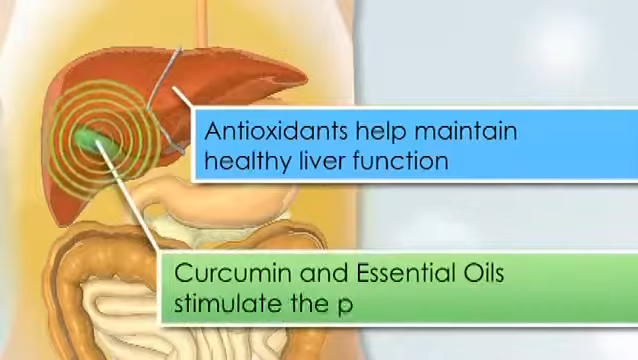 Antioxidants help maintain
healthy liver function
Curcumin and Essential Oils
stimulate the p